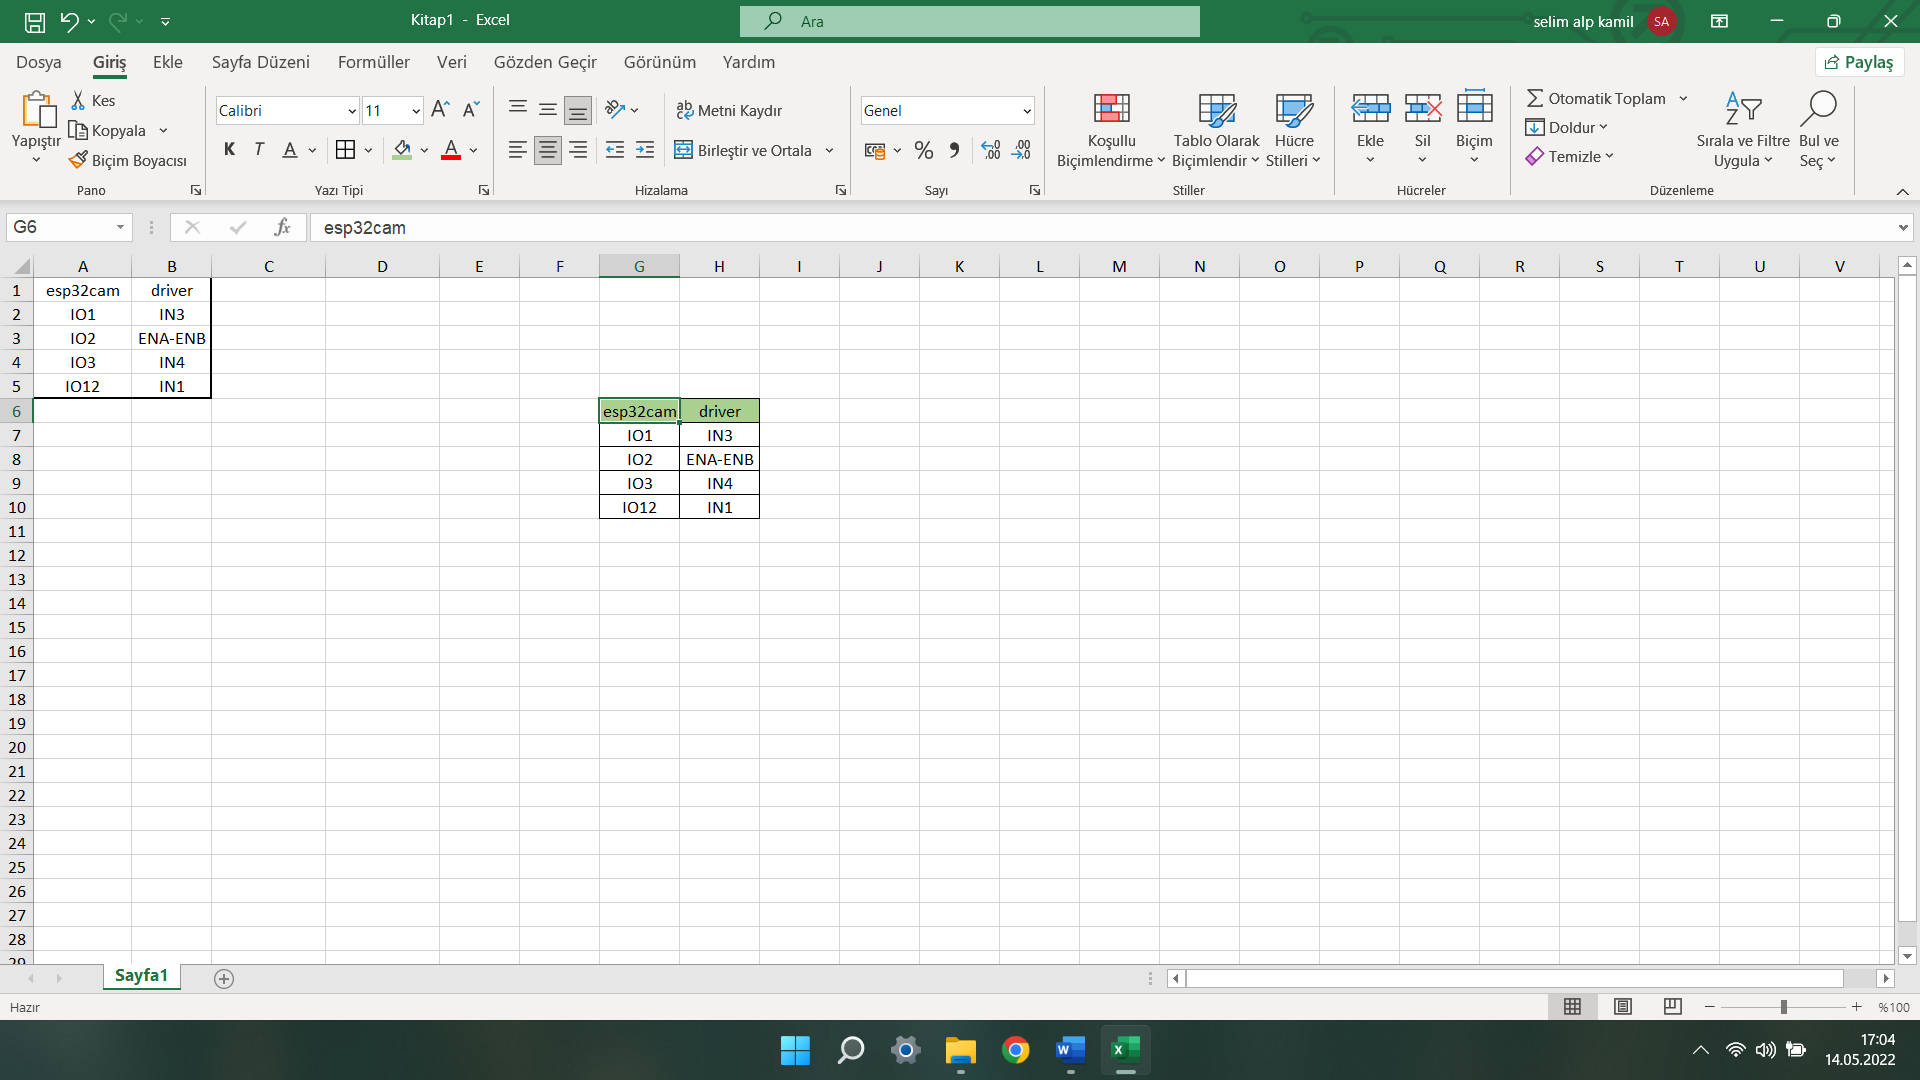 Kitap1 - Excel
Ara
selim alp kamil
SA
Dosya Giriş Ekle Sayfa Düzeni Formüller Veri Gözden Geçir Görünüm Yardım
Paylaş
Yapıştır
Kes
Kopyala
Biçim Boyacısı
Pano
Calibri 11
K T A
Yazı Tipi
Metni Kaydır
Birleştir ve Ortala
Hizalama
Genel
Sayı
Koşullu Biçimlendirme
Tablo Olarak Biçimlendir
Hücre Stilleri
Stiller
Ekle Sil Biçim
Hücreler
Otomatik Toplam
Doldur
Temizle
Sırala ve Filtre Uygula
Bul ve Seç
Düzenleme
G6 fx esp32cam
A B C D E F G H I J K L M N O P Q R S T U V
1 esp32cam driver
2 IO1 IN3
3 IO2 ENA-ENB
4 IO3 IN4
5 IO12 IN1
6 esp32cam driver
7 IO1 IN3
8 IO2 ENA-ENB
9 IO3 IN4
10 IO12 IN1
11
12
13
14
15
16
17
18
19
20
21
22
23
24
25
26
27
28
29
Sayfa1
Hazır
%100
17:04
14.05.2022